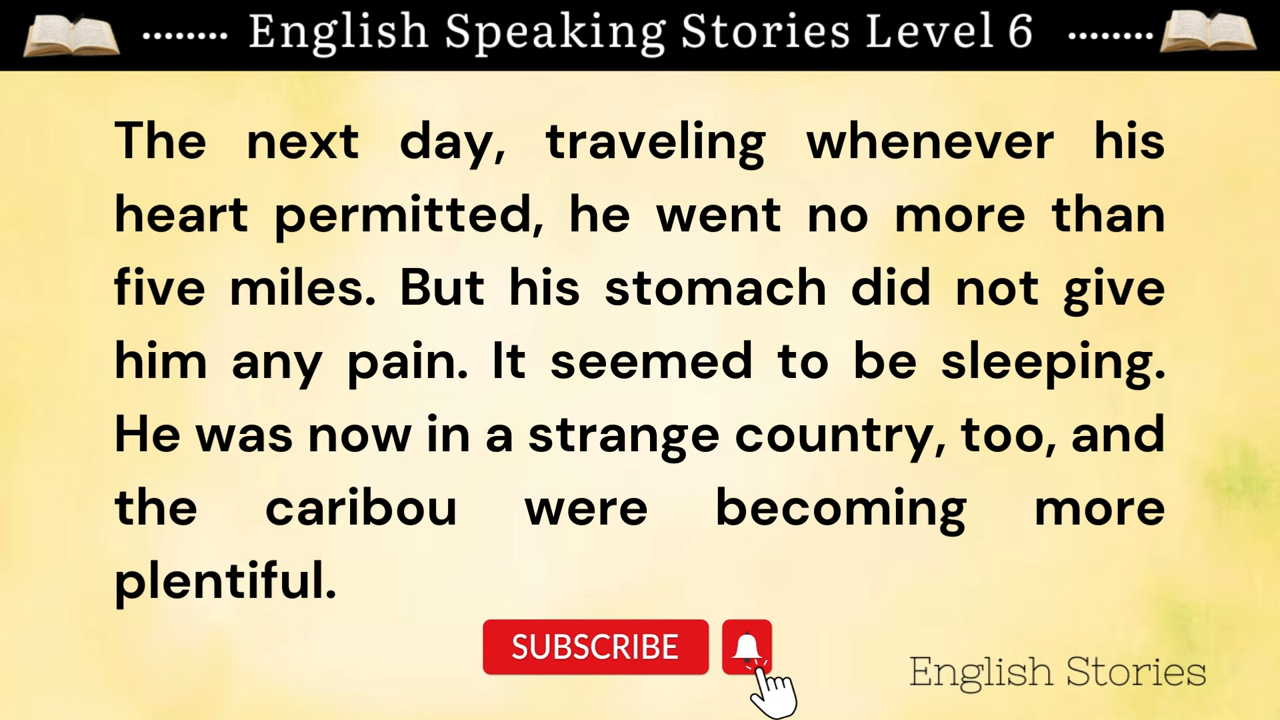 ........ English Speaking Stories Level 6 ........
The next day, traveling whenever his
heart permitted, he went no more than
five miles. But his stomach did not give
him any pain. It seemed to be sleeping.
He was now in a strange country, too, and
the caribou were becoming more
plentiful.
SUBSCRIBE
English Stories